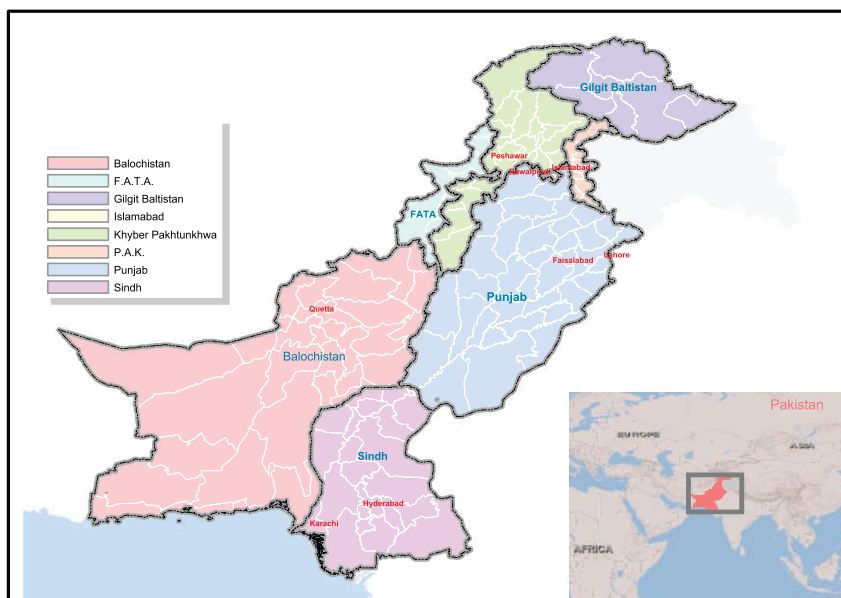 Gilgit Baltistan
Peshawar
Islamabad
Rawalpindi
Balochistan
F.A.T.A.
Gilgit Baltistan
Islamabad
Khyber Pakhtunkhwa
P.A.K.
Punjab
Sindh
FATA
Faisalabad
Lahore
Punjab
Quetta
Balochistan
Pakistan
EUROPE
ASIA
Sindh
Hyderabad
Karachi
AFRICA